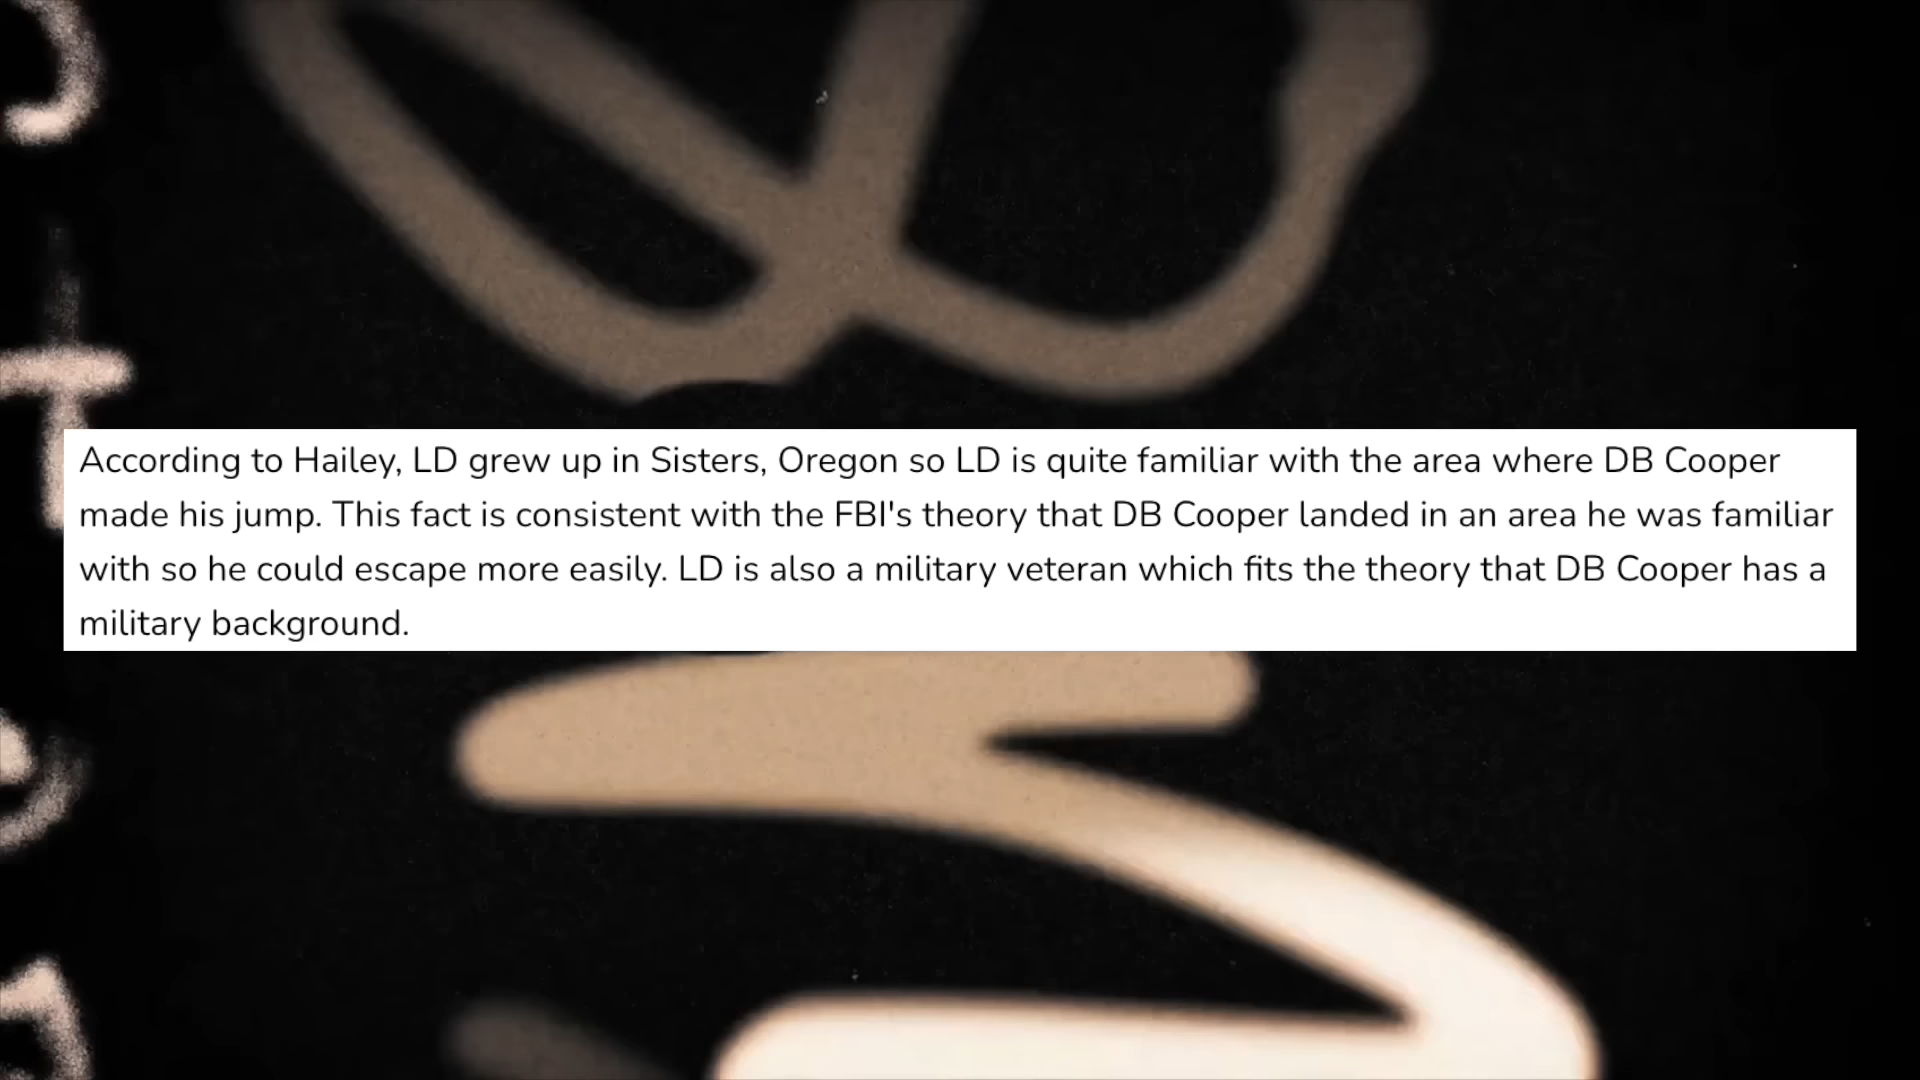 According to Hailey, LD grew up in Sisters, Oregon so LD is quite familiar with the area where DB Cooper
made his jump. This fact is consistent with the FBI's theory that DB Cooper landed in an area he was familiar
with so he could escape more easily. LD is also a military veteran which fits the theory that DB Cooper has a
military background.